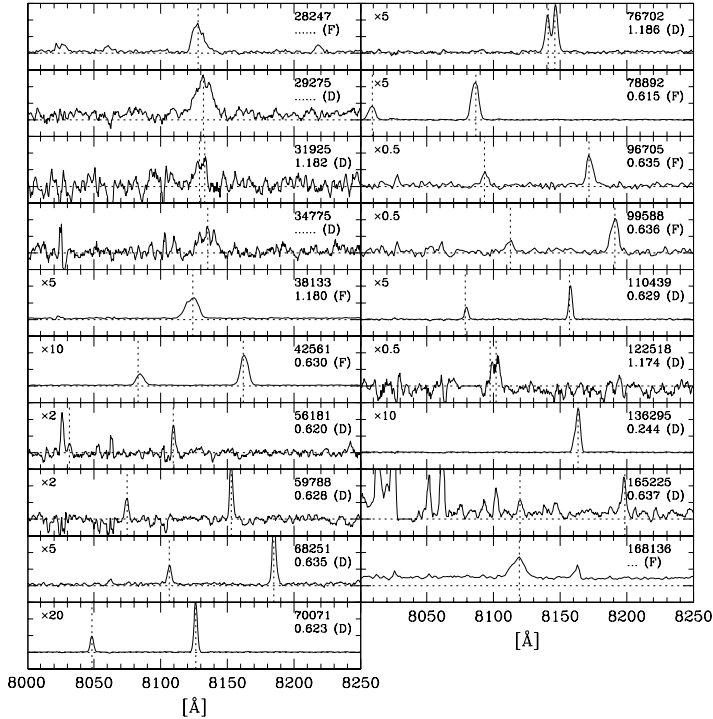 28247
...... (F)
29275
...... (D)
31925
1.182 (D)
34775
...... (D)
×5
38133
1.180 (F)
×10
42561
0.630 (F)
×2
56181
0.620 (D)
×2
59788
0.628 (D)
×5
68251
0.635 (D)
×20
70071
0.623 (D)
8000 8050 8100 8150 8200 8250
[Å]
×5
76702
1.186 (D)
×5
78892
0.615 (F)
×0.5
96705
0.635 (F)
×0.5
99588
0.636 (F)
×5
110439
0.629 (D)
×0.5
122518
1.174 (D)
×10
136295
0.244 (D)
165225
0.637 (D)
168136
... (F)
8050 8100 8150 8200 8250
[Å]